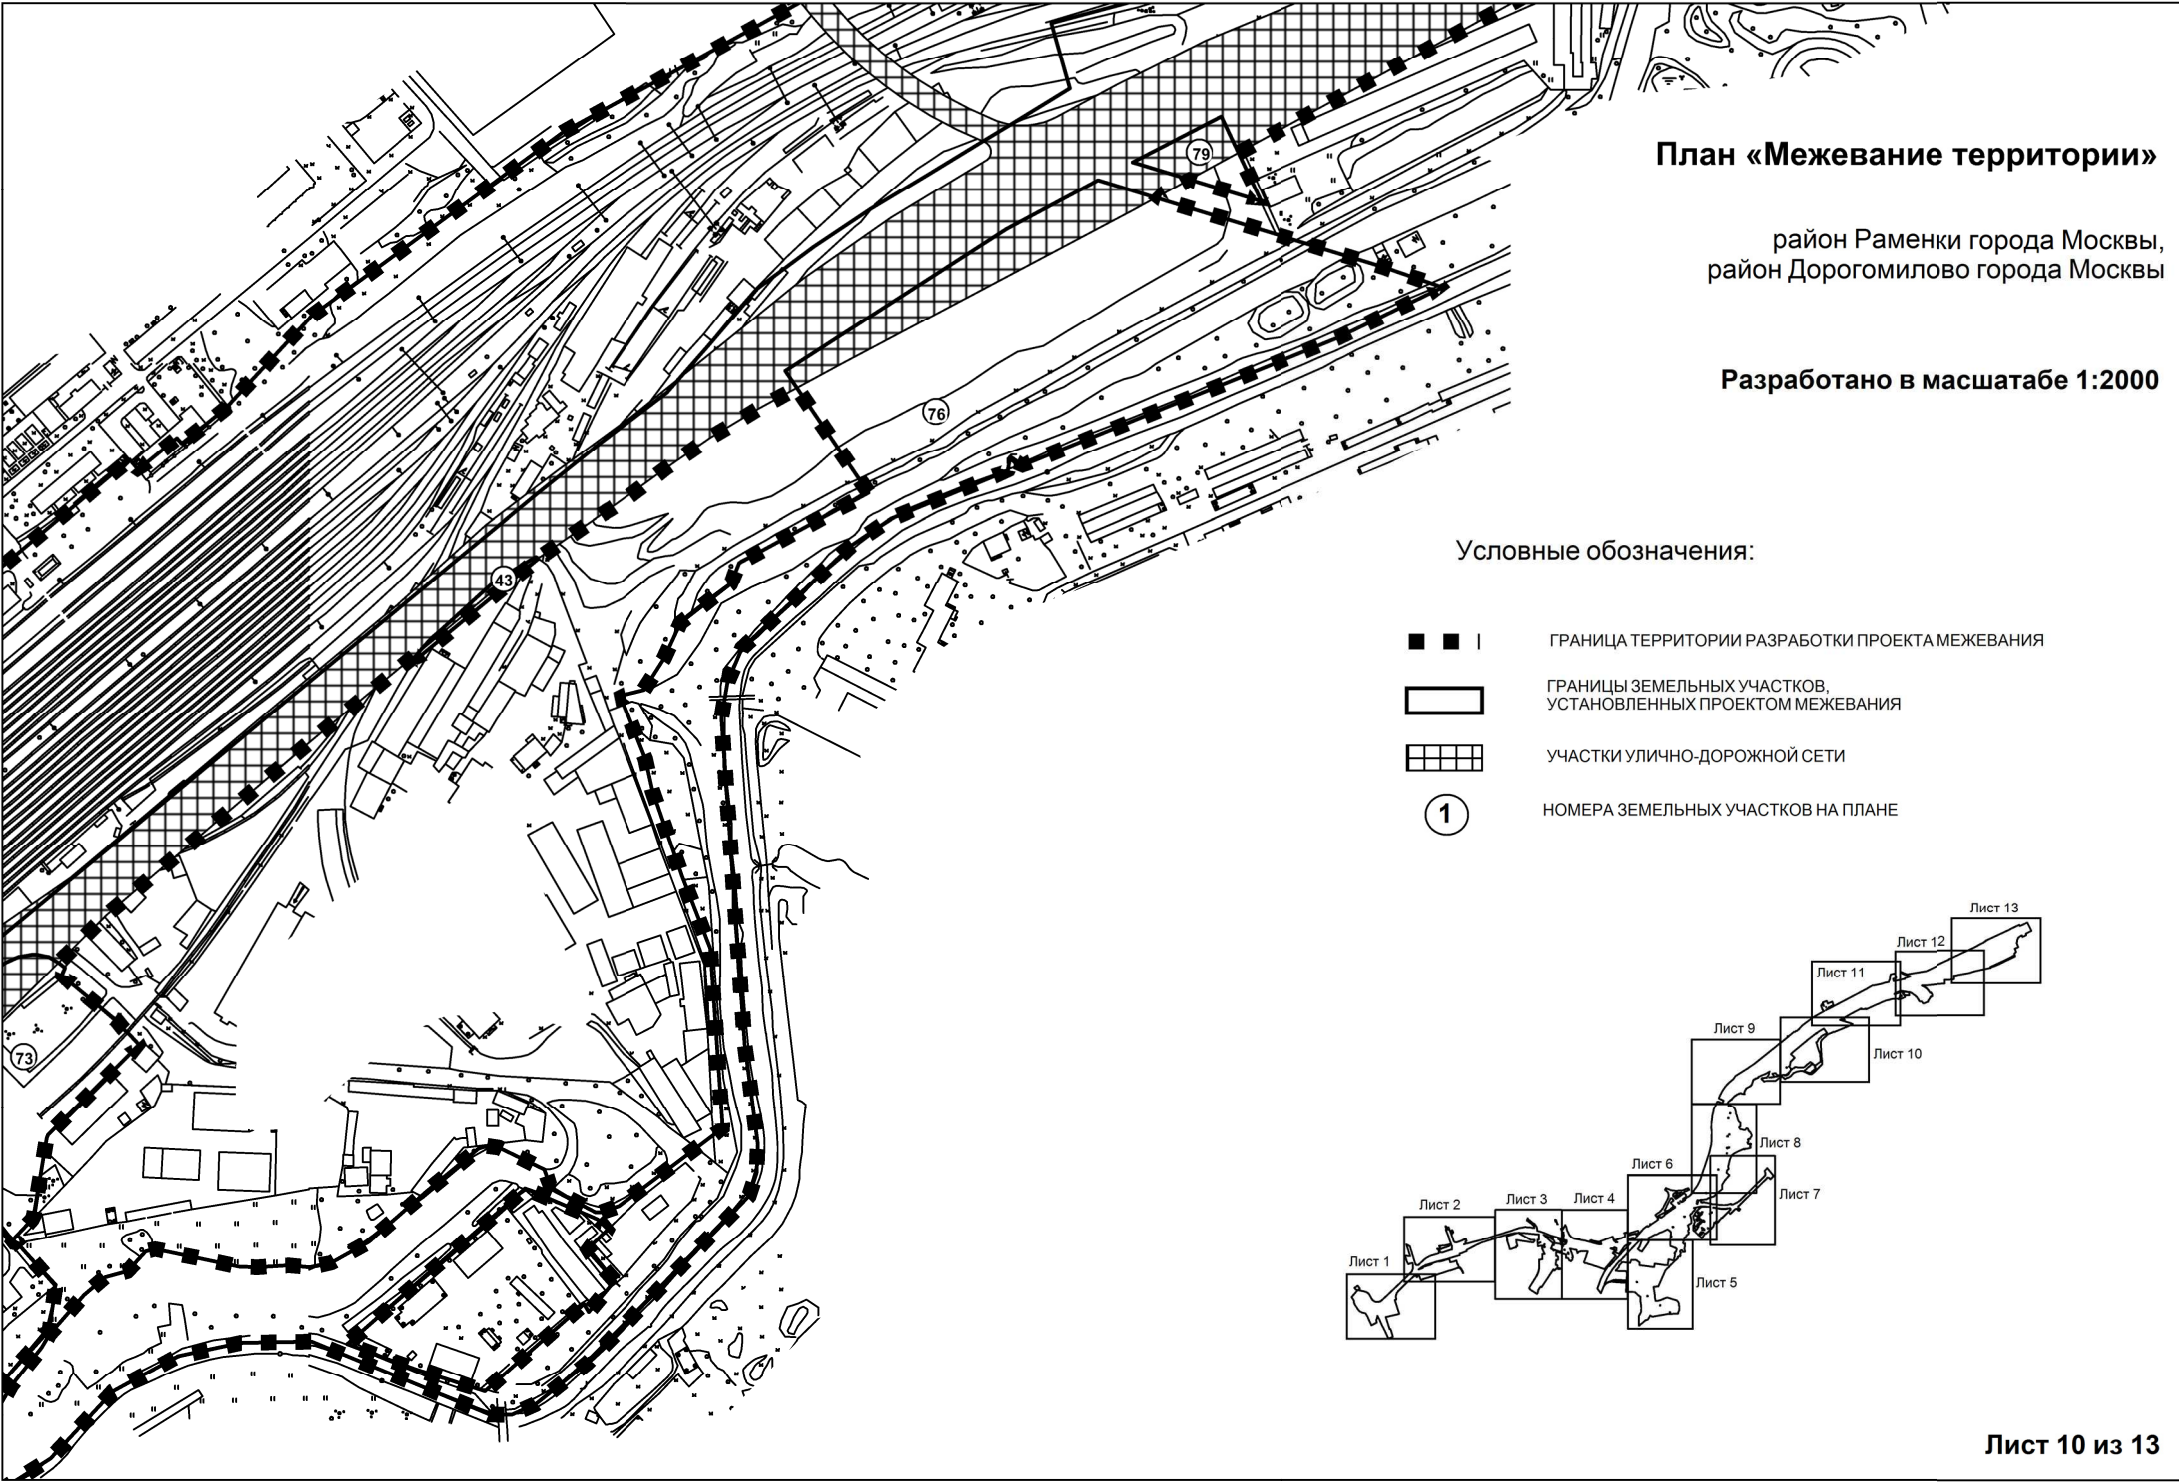 План «Межевание территории»
район Раменки города Москвы,
район Дорогомилово города Москвы
Разработано в масштабе 1:2000
79
76
43
73
Условные обозначения:
ГРАНИЦА ТЕРРИТОРИИ РАЗРАБОТКИ ПРОЕКТА МЕЖЕВАНИЯ
ГРАНИЦЫ ЗЕМЕЛЬНЫХ УЧАСТКОВ,
УСТАНОВЛЕННЫХ ПРОЕКТОМ МЕЖЕВАНИЯ
УЧАСТКИ УЛИЧНО-ДОРОЖНОЙ СЕТИ
1
НОМЕРА ЗЕМЕЛЬНЫХ УЧАСТКОВ НА ПЛАНЕ
Лист 13
Лист 12
Лист 11
Лист 9
Лист 10
Лист 8
Лист 6
Лист 7
Лист 2
Лист 3
Лист 4
Лист 1
Лист 5
Лист 10 из 13